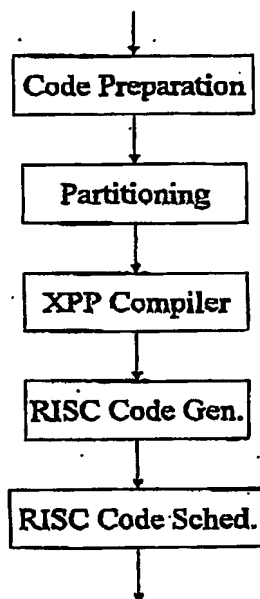 Code Preparation
Partitioning
XPP Compiler
RISC Code Gen.
RISC Code Sched.